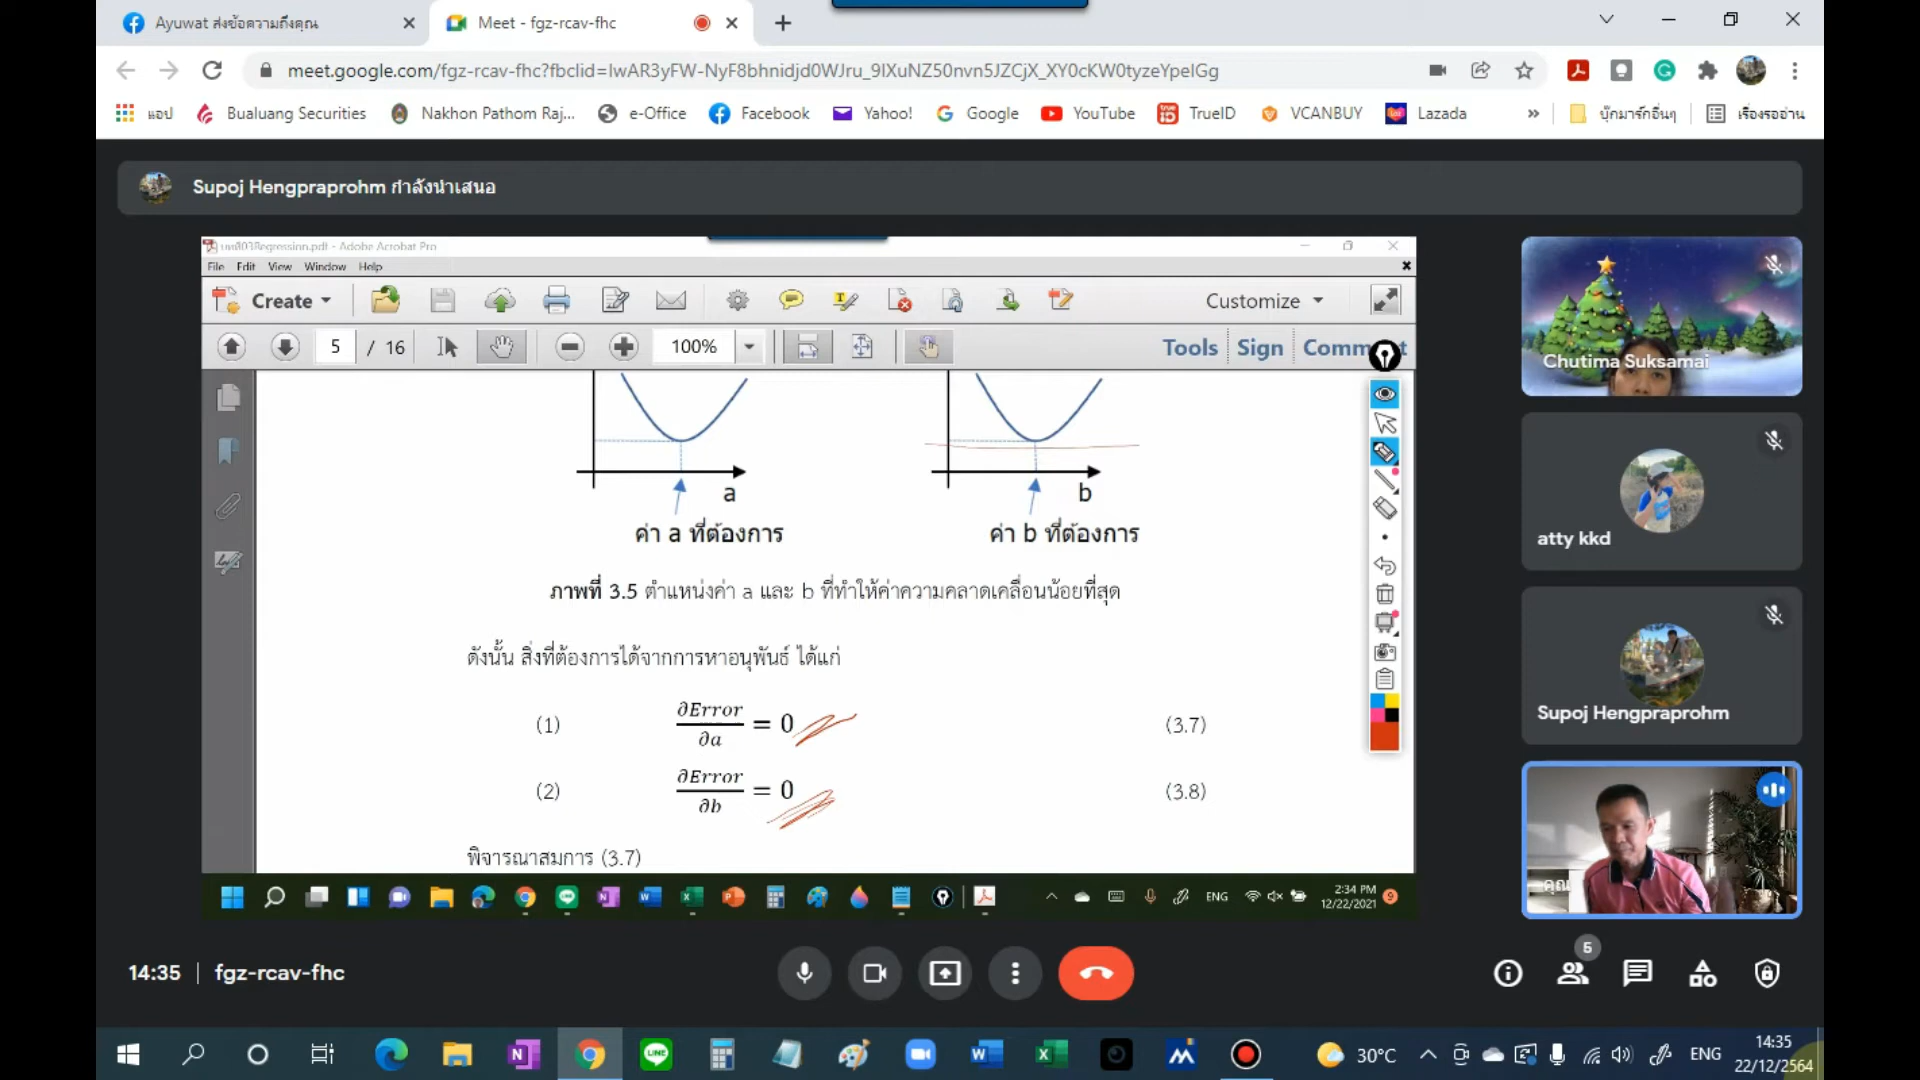 Ayuwat ส่งข้อความถึงคุณ
Meet - fgz-rcav-fhc
meet.google.com/fgz-rcav-fhc?fbclid=IwAR3yFW-NyF8bhnidjd0WJru_9IXuNZ50nvn5JZCjX_XY0cKW0tyzeYpeIGg
แอป Bualuang Securities Nakhon Pathom Raj... e-Office Facebook Yahoo! Google YouTube TrueID VCANBUY Lazada » บุ๊กมาร์กอื่นๆ เรื่องรออ่าน
Supoj Hengpraprohm กำลังนำเสนอ
บทที่03Regression.pdf - Adobe Acrobat Pro
File Edit View Window Help
Create Customize
5 / 16 100% Tools Sign Comment
a b
ค่า a ที่ต้องการ ค่า b ที่ต้องการ
ภาพที่ 3.5 ตำแหน่งค่า a และ b ที่ทำให้ค่าความคลาดเคลื่อนน้อยที่สุด
ดังนั้น สิ่งที่ต้องการได้จากการหาอนุพันธ์ ได้แก่
(1) ∂Error/∂a = 0 (3.7)
(2) ∂Error/∂b = 0 (3.8)
พิจารณาสมการ (3.7)
ENG 2:34 PM
12/22/2021 9
Chutima Suksamai
atty kkd
Supoj Hengpraprohm
คุณ
14:35 | fgz-rcav-fhc
5
30°C ENG 14:35
22/12/2564